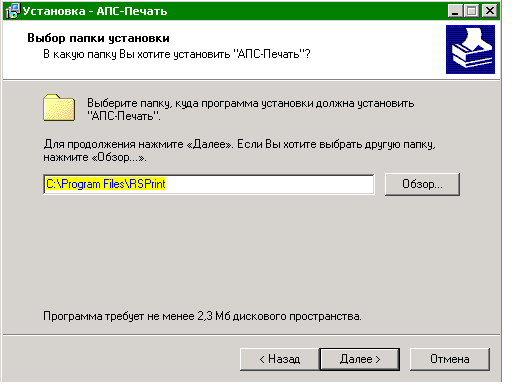 Установка - АПС-Печать
Выбор папки установки
В какую папку Вы хотите установить "АПС-Печать"?
Выберите папку, куда программа установки должна установить
"АПС-Печать".
Для продолжения нажмите «Далее». Если Вы хотите выбрать другую папку,
нажмите «Обзор...».
C:\Program Files\RSPrint
Обзор...
Программа требует не менее 2,3 Мб дискового пространства.
< Назад
Далее >
Отмена